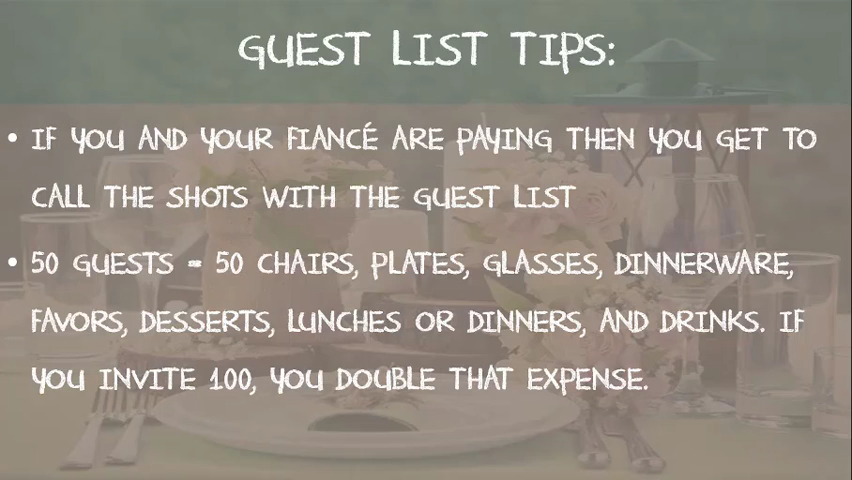 GUEST LIST TIPS:
• IF YOU AND YOUR FIANCÉ ARE PAYING THEN YOU GET TO
CALL THE SHOTS WITH THE GUEST LIST
• 50 GUESTS = 50 CHAIRS, PLATES, GLASSES, DINNERWARE,
FAVORS, DESSERTS, LUNCHES OR DINNERS, AND DRINKS. IF
YOU INVITE 100, YOU DOUBLE THAT EXPENSE.